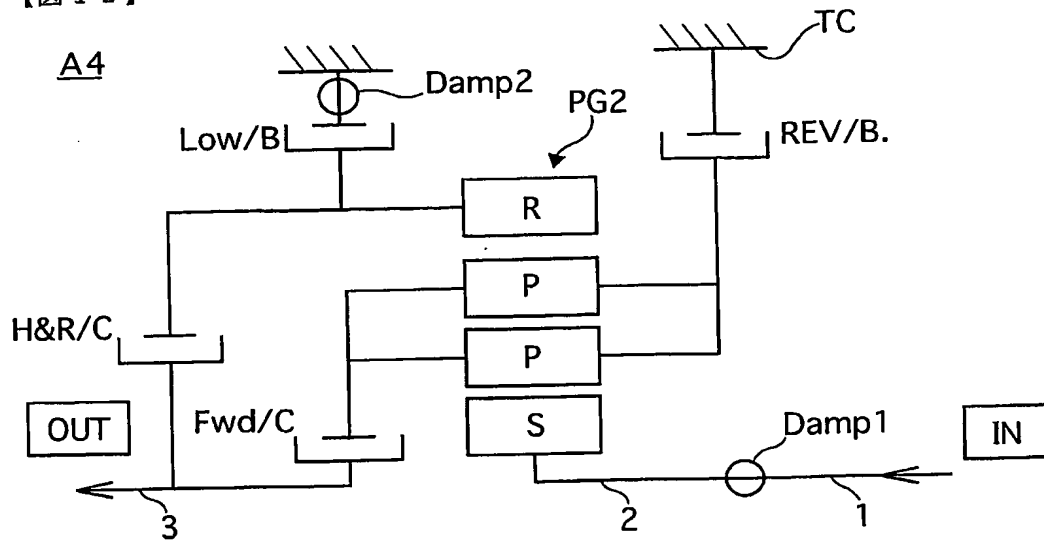 A4
TC
Damp2
PG2
Low/B
REV/B.
R
P
H&R/C
P
Fwd/C
OUT
S
Damp1
IN
3
2
1